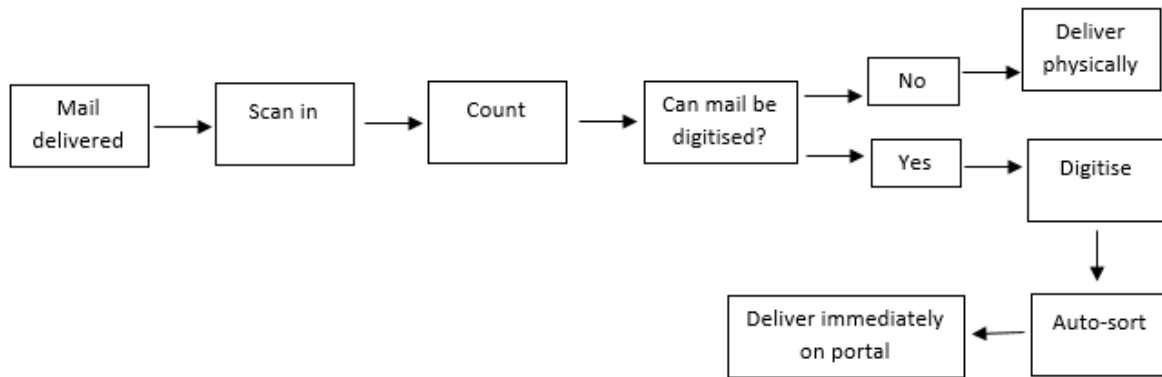 Mail
delivered
Scan in
Count
Can mail be
digitised?
No
Deliver
physically
Yes
Digitise
Auto-sort
Deliver immediately
on portal